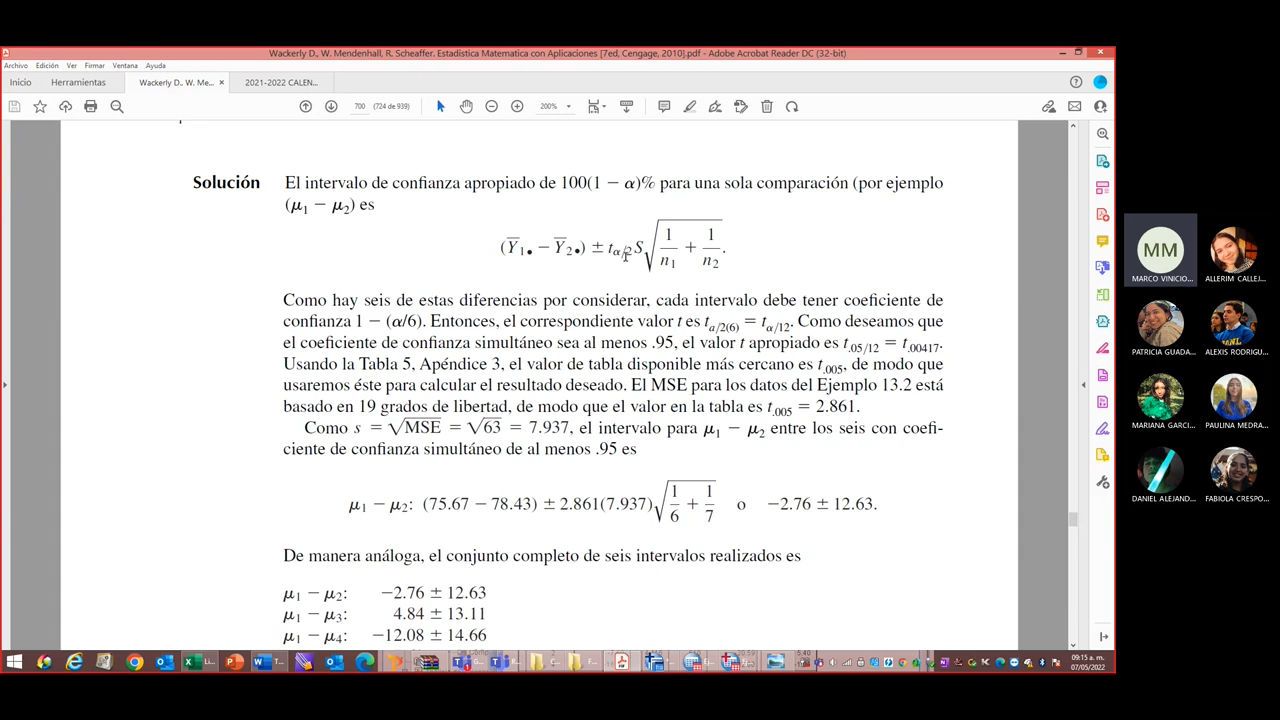 Wackerly D., W. Mendenhall, R. Scheaffer. Estadística Matematica con Aplicaciones [7ed, Cengage, 2010].pdf - Adobe Acrobat Reader DC (32-bit)
Archivo Edición Ver Firmar Ventana Ayuda
Inicio Herramientas Wackerly D., W. Me... × 2021-2022 CALEN...
700 (724 de 939) 200%
Solución El intervalo de confianza apropiado de 100(1 − α)% para una sola comparación (por ejemplo
(μ₁ − μ₂) es
(Y̅₁• − Y̅₂•) ± t_α/2 S √(1/n₁ + 1/n₂).
Como hay seis de estas diferencias por considerar, cada intervalo debe tener coeficiente de
confianza 1 − (α/6). Entonces, el correspondiente valor t es t_a/2(6) = t_α/12. Como deseamos que
el coeficiente de confianza simultáneo sea al menos .95, el valor t apropiado es t_.05/12 = t_.00417.
Usando la Tabla 5, Apéndice 3, el valor de tabla disponible más cercano es t_.005, de modo que
usaremos éste para calcular el resultado deseado. El MSE para los datos del Ejemplo 13.2 está
basado en 19 grados de libertad, de modo que el valor en la tabla es t_.005 = 2.861.
Como s = √MSE = √63 = 7.937, el intervalo para μ₁ − μ₂ entre los seis con coefi-
ciente de confianza simultáneo de al menos .95 es
μ₁ − μ₂: (75.67 − 78.43) ± 2.861(7.937)√(1/6 + 1/7) o −2.76 ± 12.63.
De manera análoga, el conjunto completo de seis intervalos realizados es
μ₁ − μ₂: −2.76 ± 12.63
μ₁ − μ₃: 4.84 ± 13.11
μ₁ − μ₄: −12.08 ± 14.66
MM
MARCO VINICIO... ALLERIM CALLEJ...
PATRICIA GUADA... ALEXIS RODRIGU...
MARIANA GARCI... PAULINA MEDRA...
DANIEL ALEJAND... FABIOLA CRESPO...
09:15 a. m.
07/05/2022